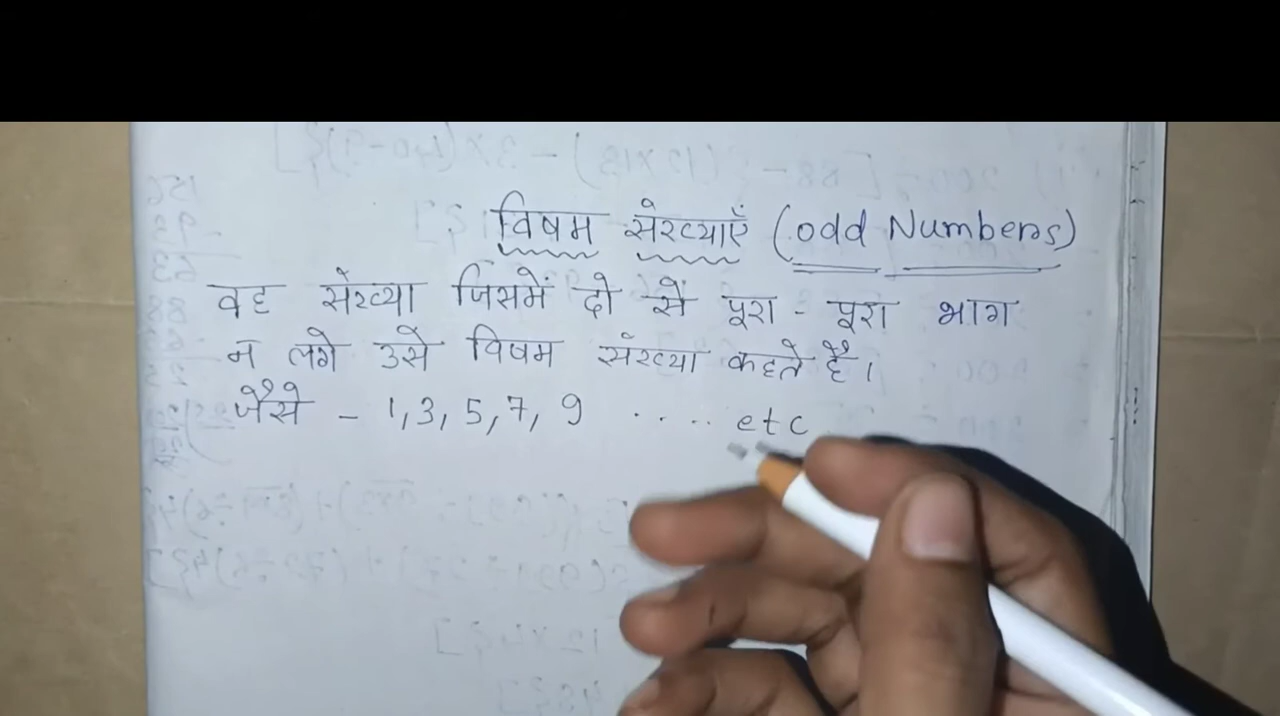 विषम संख्याएँ (odd Numbers)
वह संख्या जिसमें दो से पूरा - पूरा भाग
न लगे उसे विषम संख्या कहते है।
जैसे - 1, 3, 5, 7, 9 ..... etc